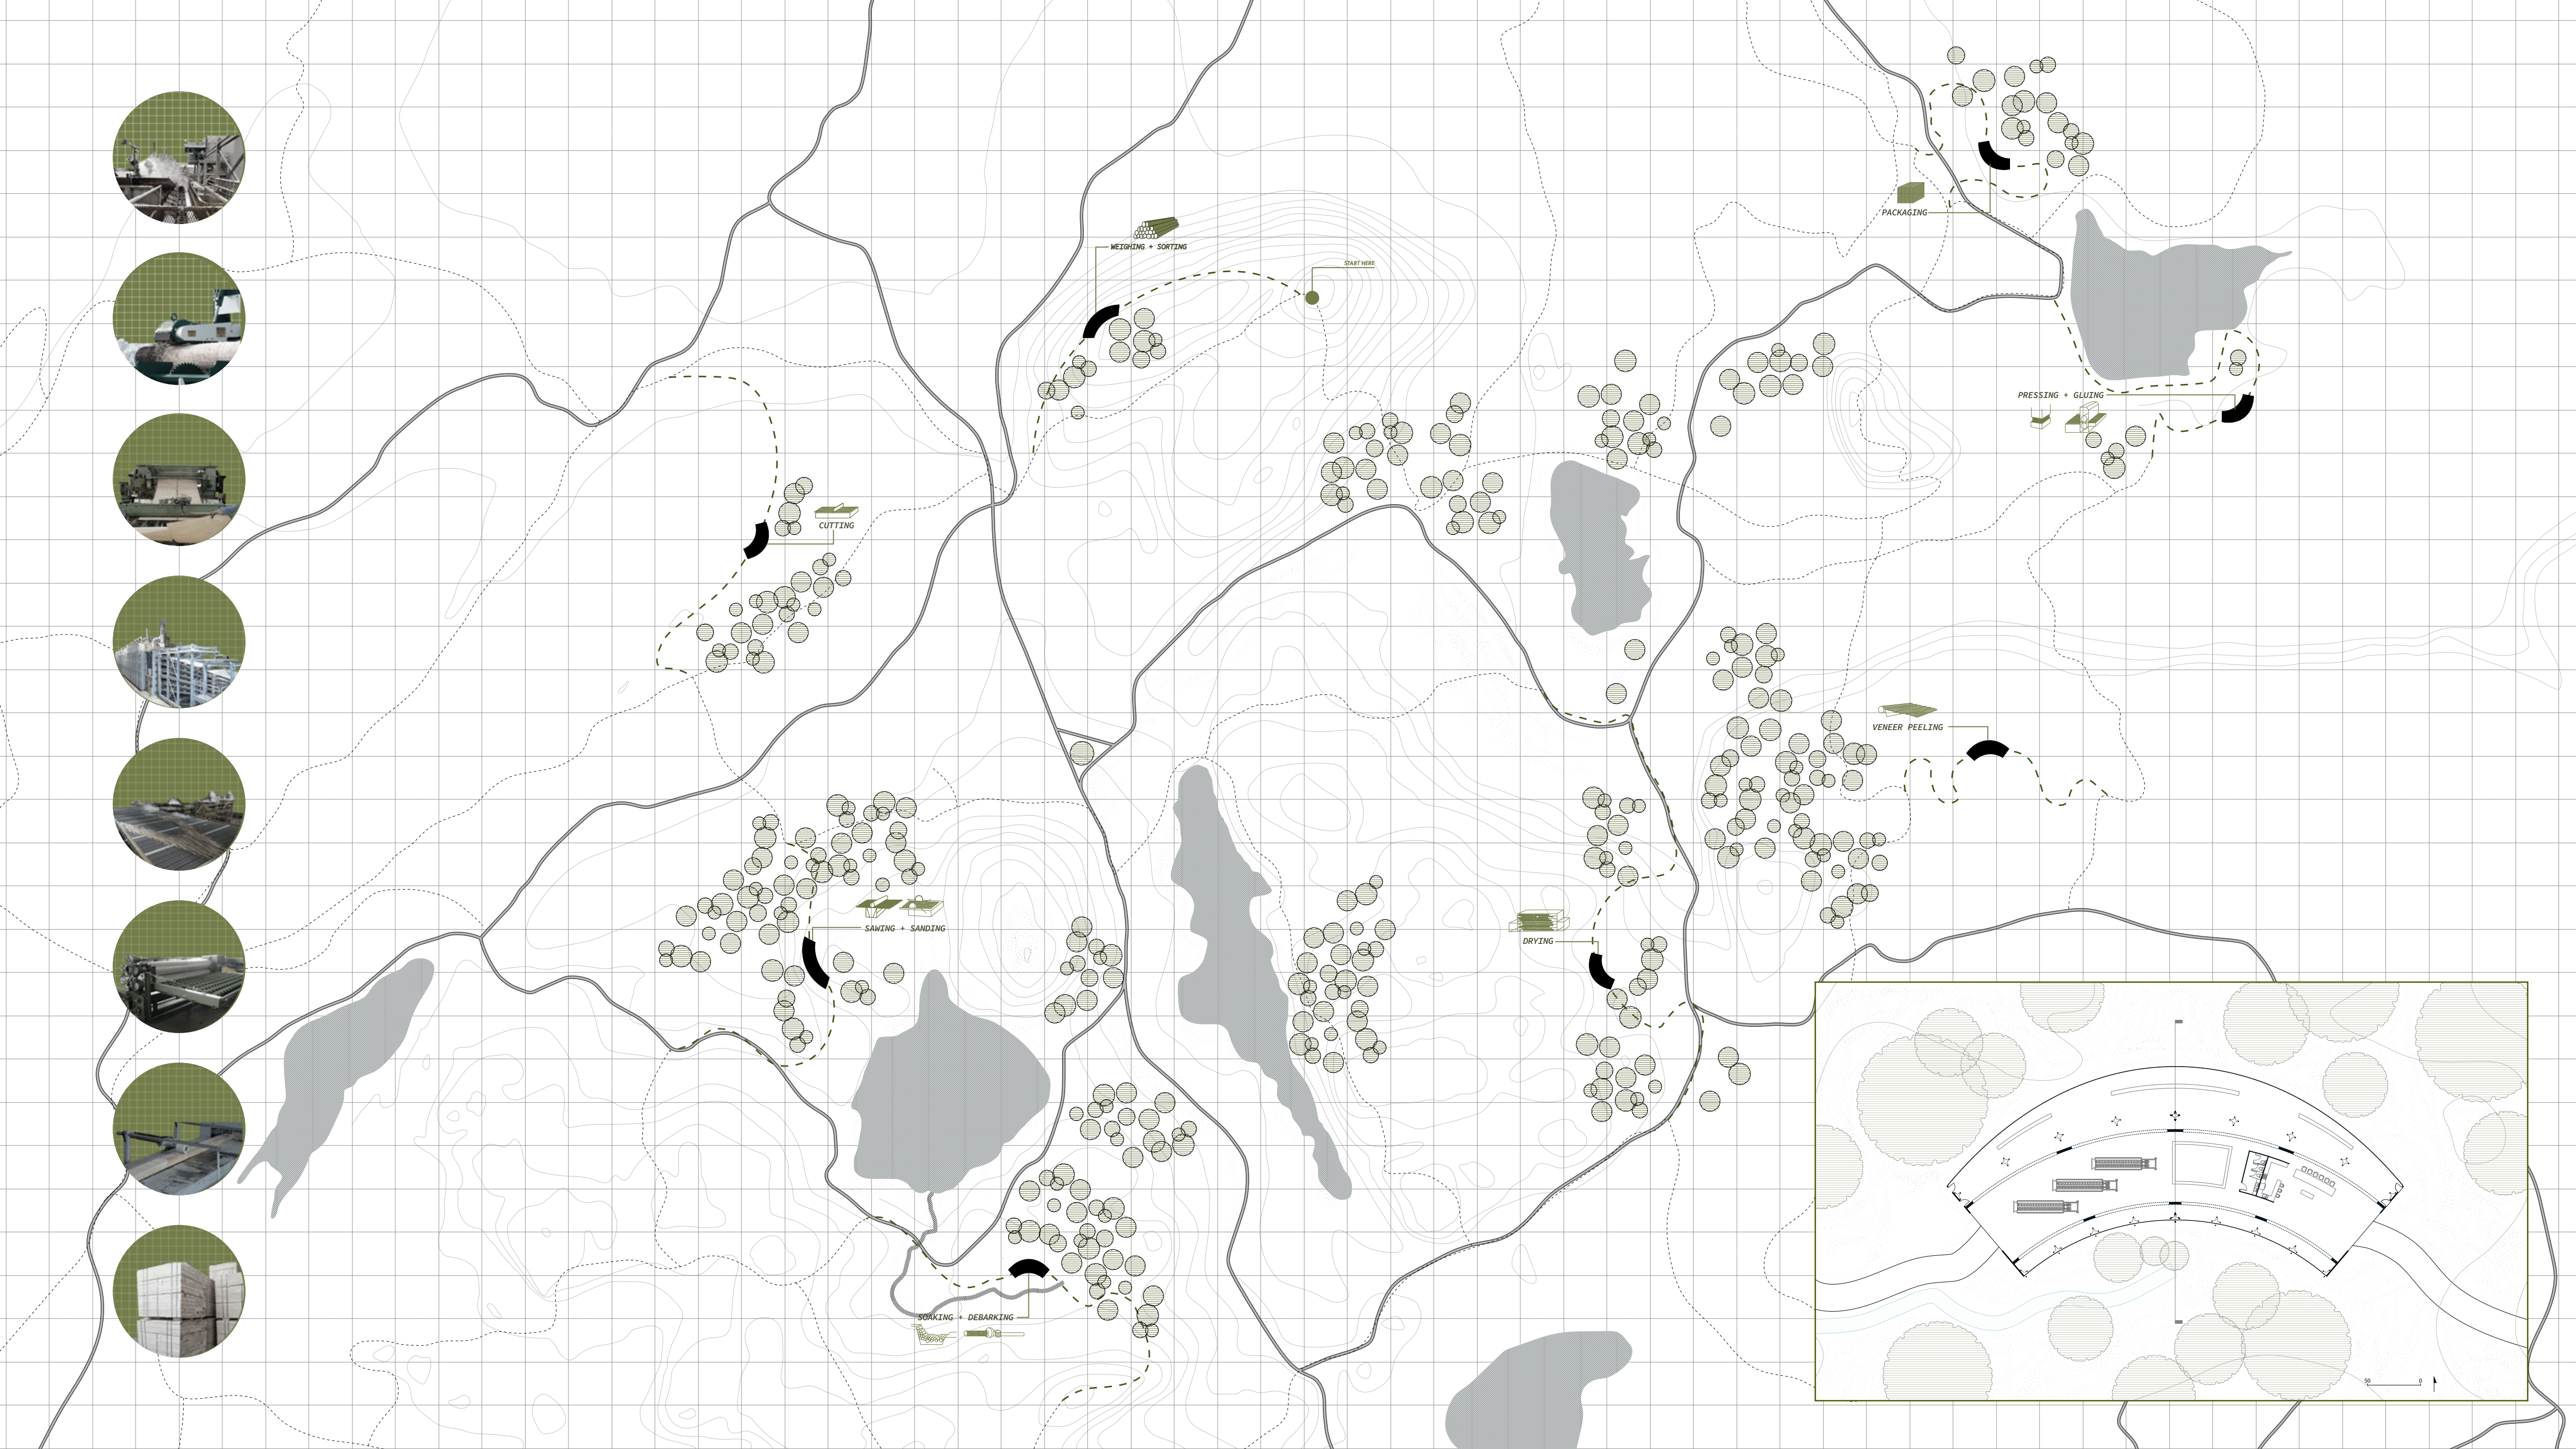 PACKAGING
WEIGHING + SORTING
START HERE
PRESSING + GLUING
CUTTING
VENEER PEELING
SAWING + SANDING
DRYING
SOAKING + DEBARKING
50 0